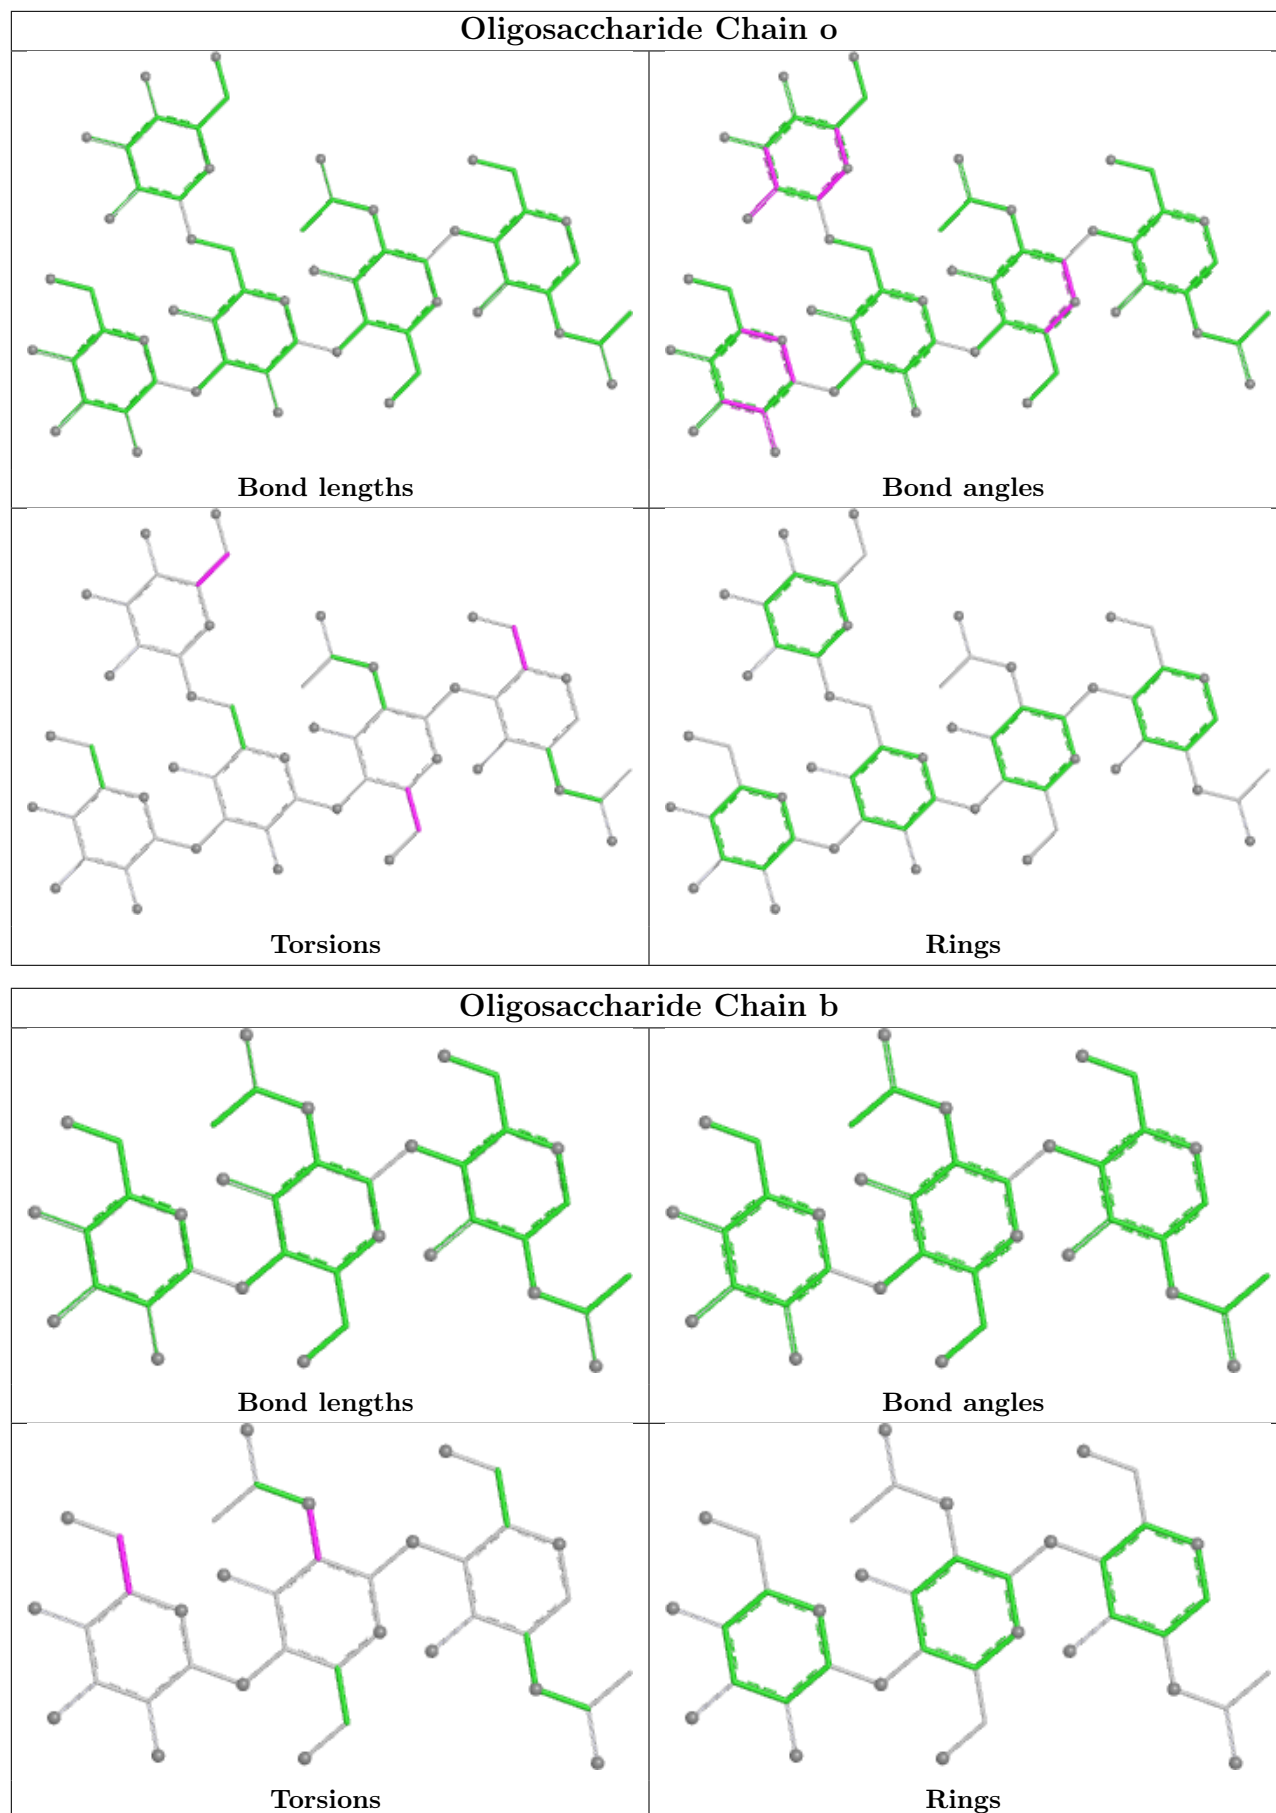 Oligosaccharide Chain o
Bond lengths
Bond angles
Torsions
Rings
Oligosaccharide Chain b
Bond lengths
Bond angles
Torsions
Rings